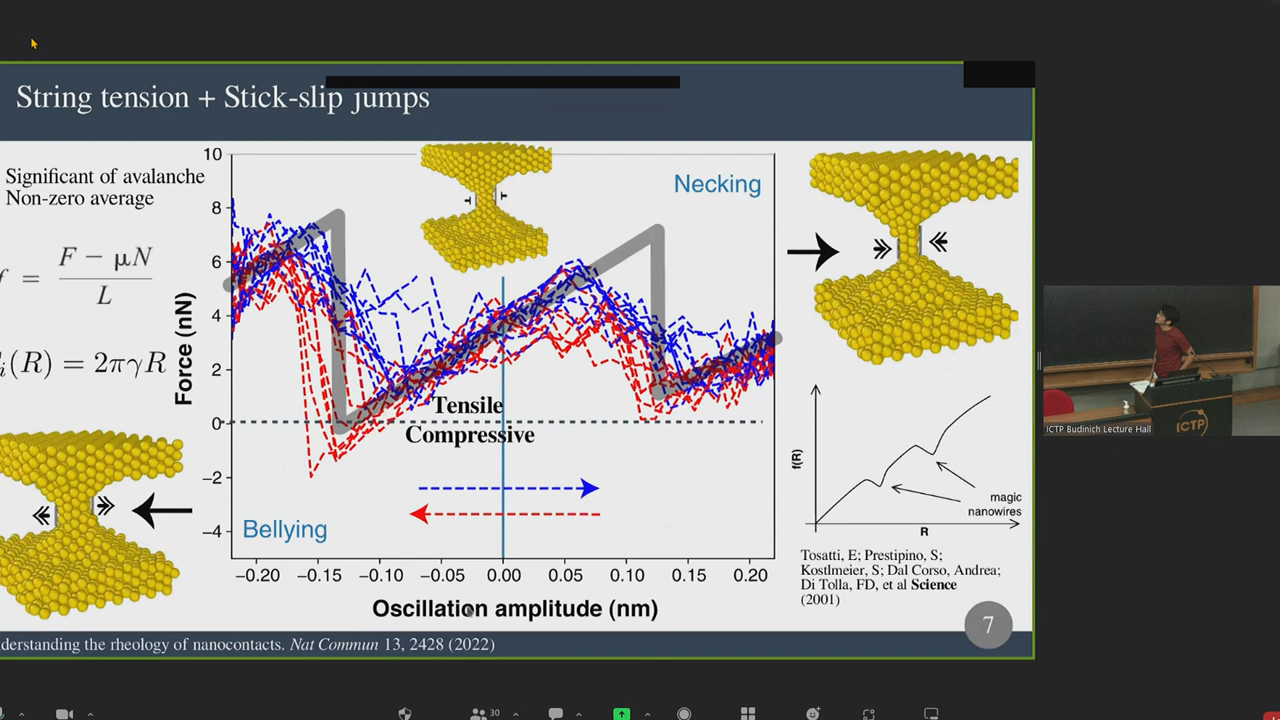 String tension + Stick-slip jumps
Significant of avalanche
Non-zero average
f = F − μN / L
(R) = 2πγR
Force (nN)
10
8
6
4
2
0
−2
−4
Necking
Tensile
Compressive
Bellying
−0.20 −0.15 −0.10 −0.05 0.00 0.05 0.10 0.15 0.20
Oscillation amplitude (nm)
f(R)
magic
nanowires
R
Tosatti, E; Prestipino, S;
Kostlmeier, S; Dal Corso, Andrea;
Di Tolla, FD, et al Science
(2001)
7
derstanding the rheology of nanocontacts. Nat Commun 13, 2428 (2022)
ICTP
ICTP Budinich Lecture Hall
30